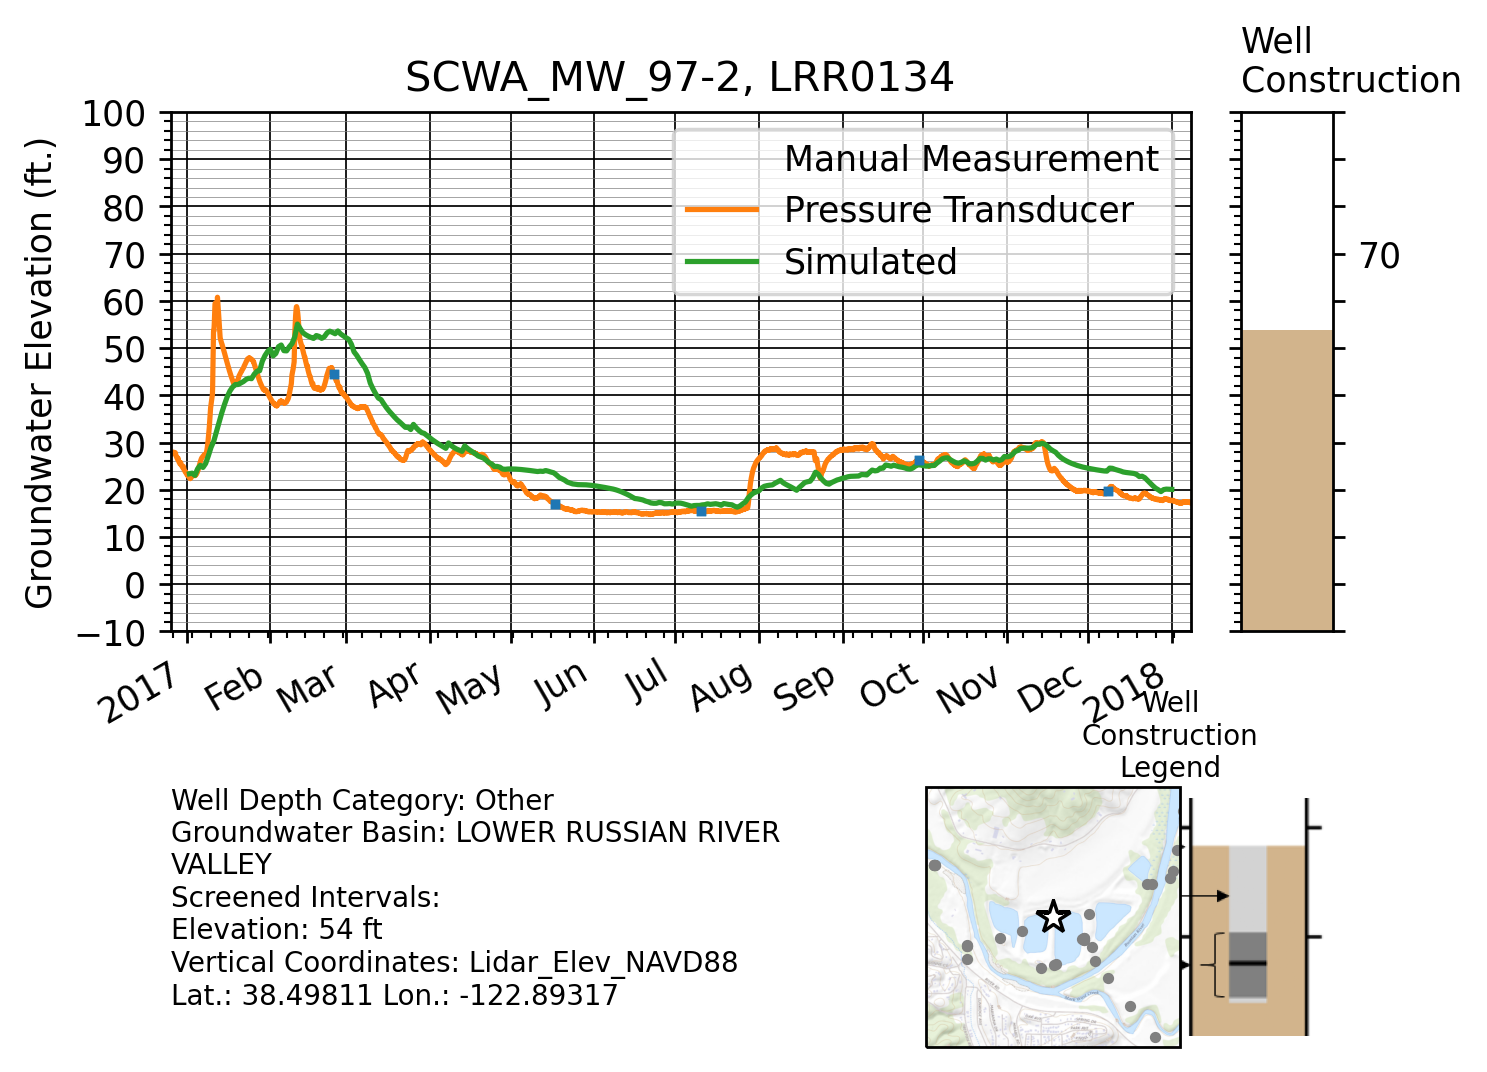 Well
Construction
SCWA_MW_97-2, LRR0134
Groundwater Elevation (ft.)
100
90
80
70
60
50
40
30
20
10
0
−10
Manual Measurement
Pressure Transducer
Simulated
70
2017
Feb
Mar
Apr
May
Jun
Jul
Aug
Sep
Oct
Nov
Dec
2018
Well
Construction
Legend
Well Depth Category: Other
Groundwater Basin: LOWER RUSSIAN RIVER
VALLEY
Screened Intervals:
Elevation: 54 ft
Vertical Coordinates: Lidar_Elev_NAVD88
Lat.: 38.49811 Lon.: -122.89317